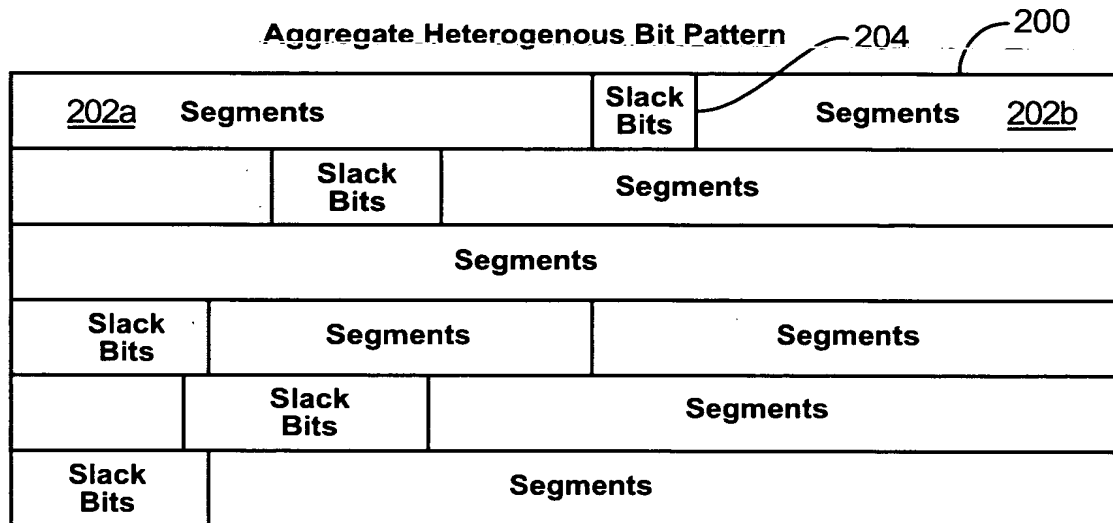 Aggregate Heterogenous Bit Pattern
204
200
202a Segments
Slack
Bits
Segments 202b
Slack
Bits
Segments
Segments
Slack
Bits
Segments
Segments
Slack
Bits
Segments
Slack
Bits
Segments